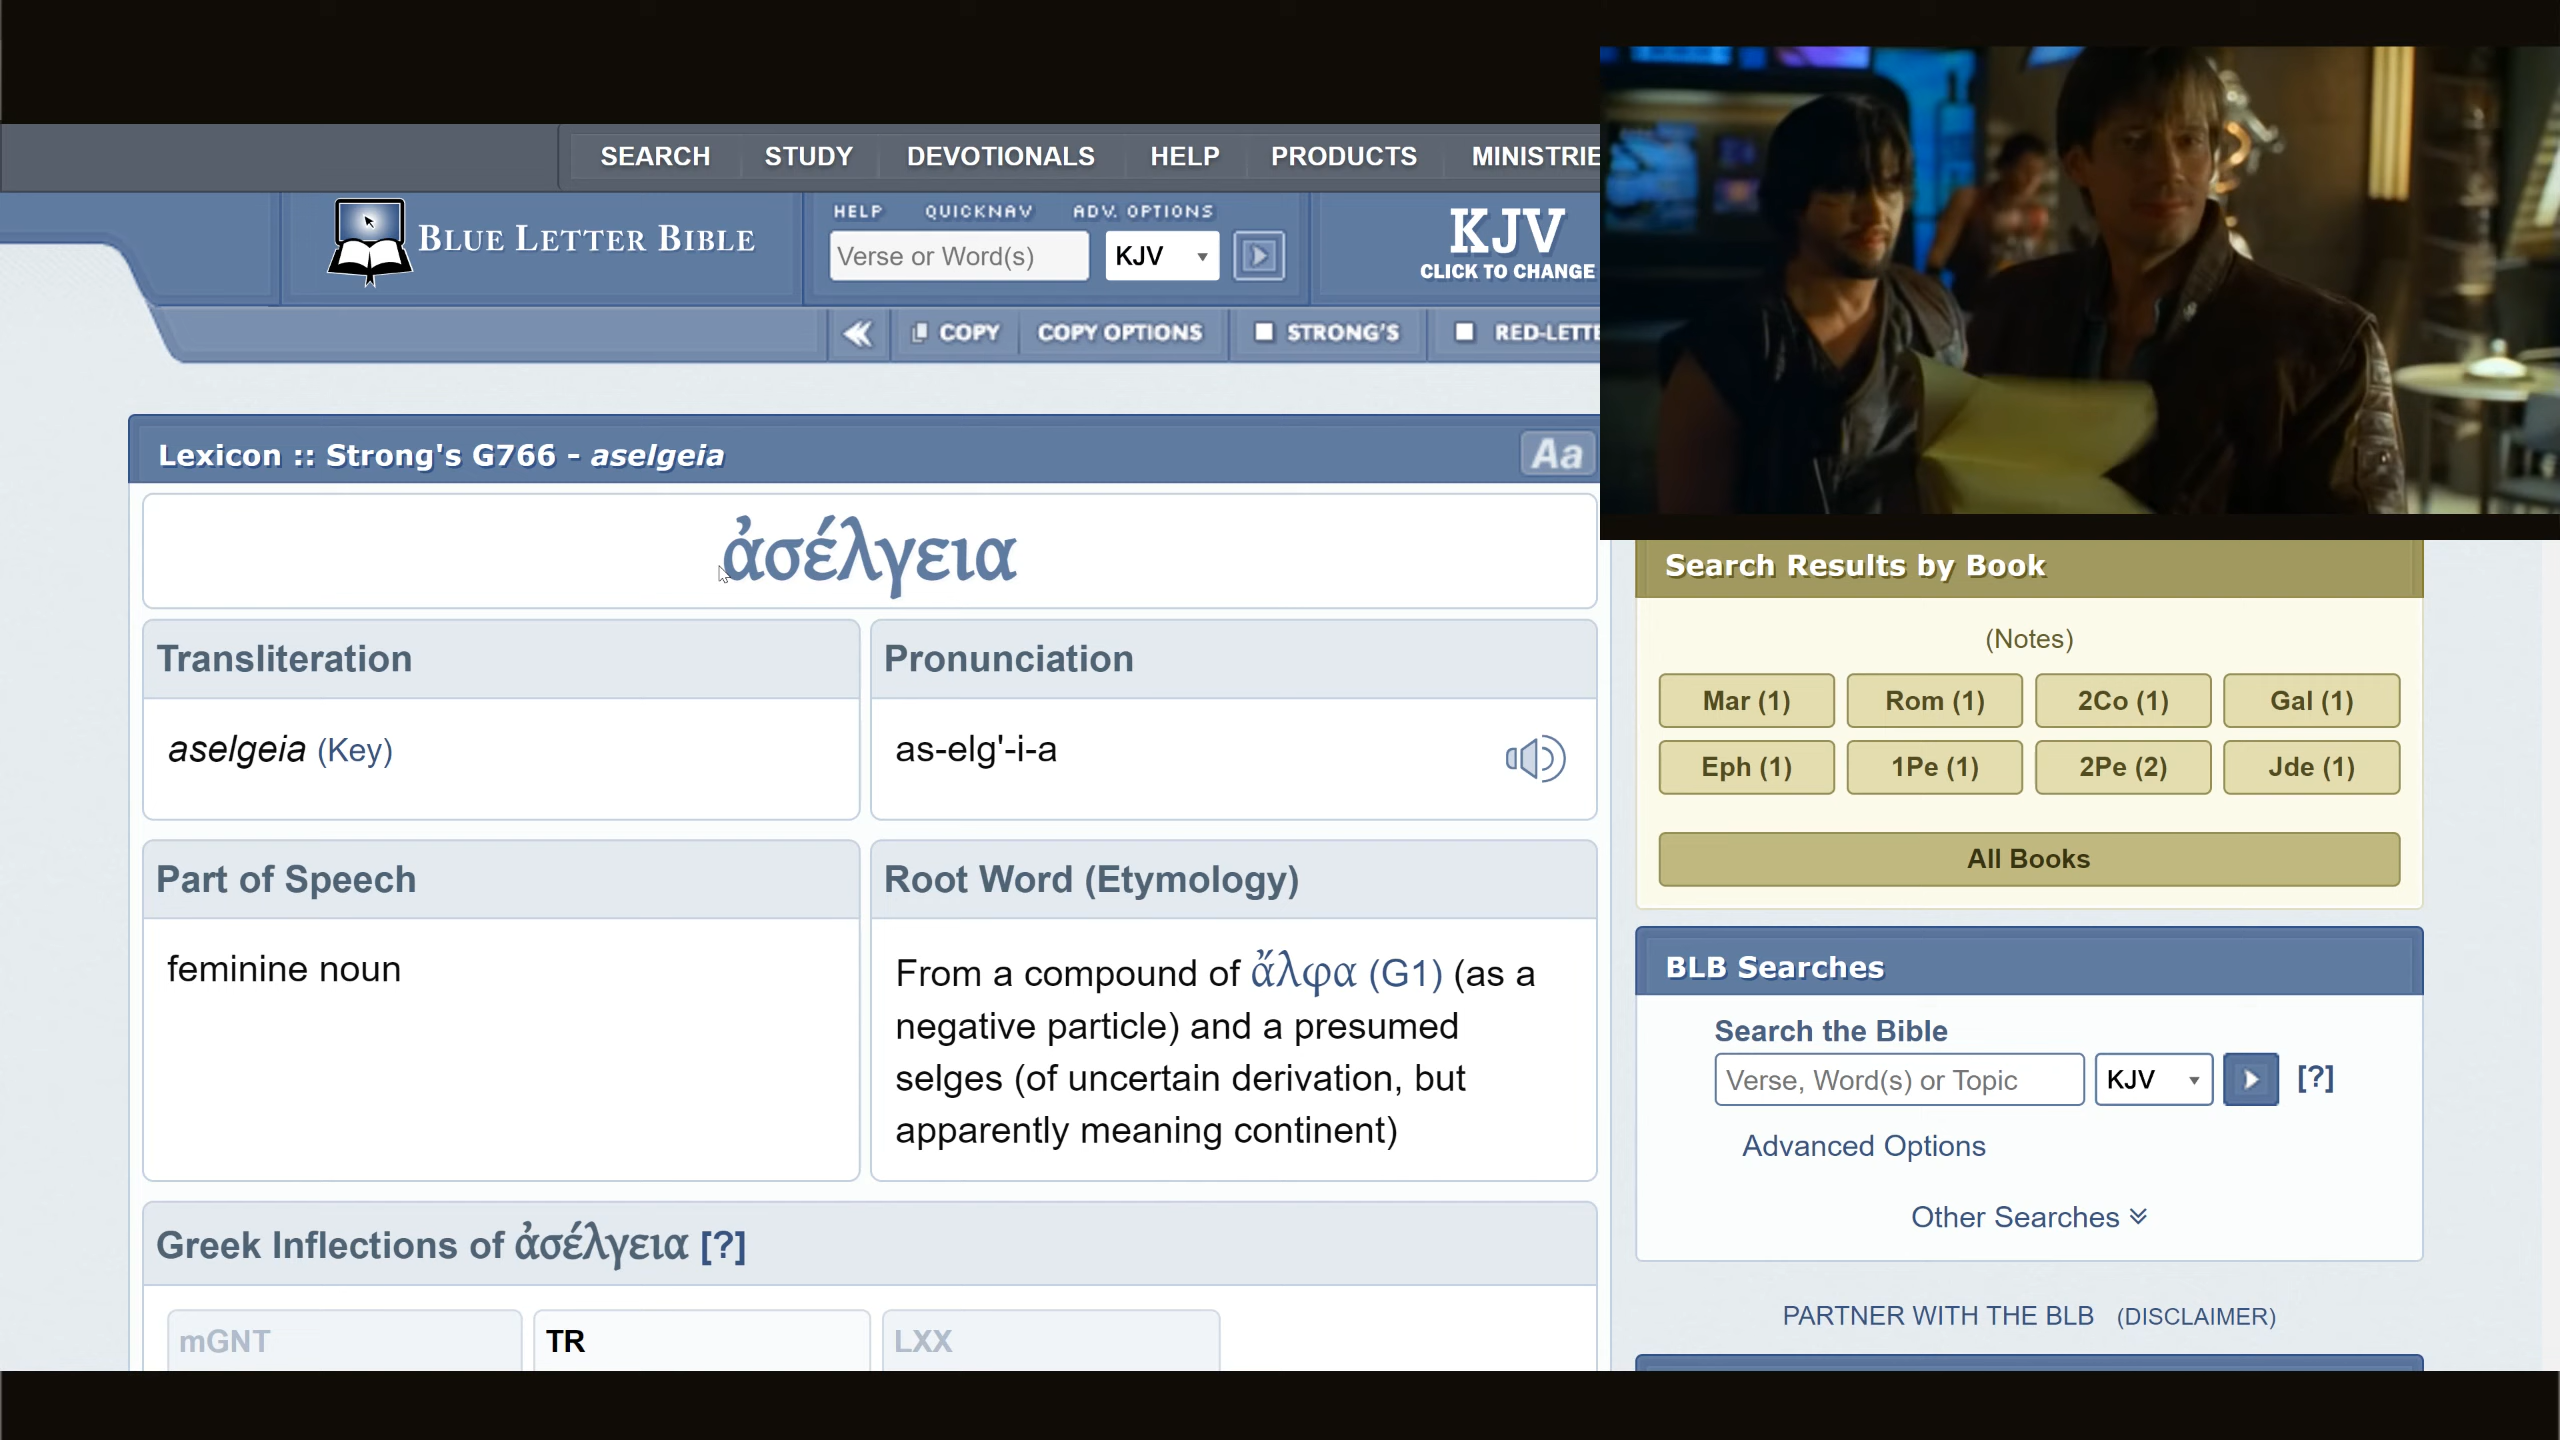 SEARCH STUDY DEVOTIONALS HELP PRODUCTS MINISTRIE
HELP QUICKNAV ADV. OPTIONS
BLUE LETTER BIBLE
Verse or Word(s) KJV
KJV
CLICK TO CHANGE
COPY COPY OPTIONS STRONG'S RED-LETTE
Lexicon :: Strong's G766 - aselgeia
Aa
ἀσέλγεια
Transliteration
aselgeia (Key)
Pronunciation
as-elg'-i-a
Part of Speech
feminine noun
Root Word (Etymology)
From a compound of ἄλφα (G1) (as a
negative particle) and a presumed
selges (of uncertain derivation, but
apparently meaning continent)
Greek Inflections of ἀσέλγεια [?]
mGNT TR LXX
Search Results by Book
(Notes)
Mar (1) Rom (1) 2Co (1) Gal (1)
Eph (1) 1Pe (1) 2Pe (2) Jde (1)
All Books
BLB Searches
Search the Bible
Verse, Word(s) or Topic KJV [?]
Advanced Options
Other Searches
PARTNER WITH THE BLB (DISCLAIMER)